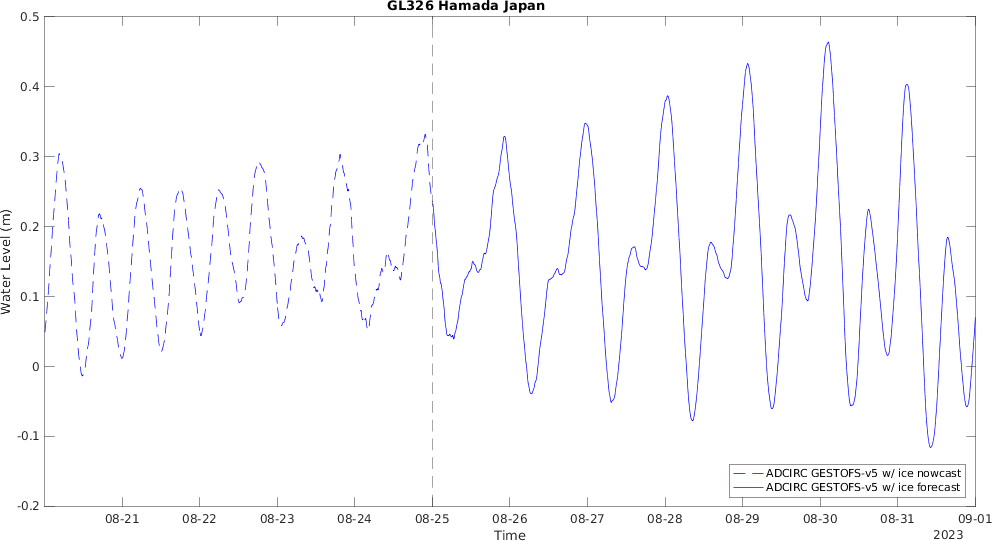 GL326 Hamada Japan
0.5
0.4
0.3
0.2
0.1
0
-0.1
-0.2
Water Level (m)
ADCIRC GESTOFS-v5 w/ ice nowcast
ADCIRC GESTOFS-v5 w/ ice forecast
08-21 08-22 08-23 08-24 08-25 08-26 08-27 08-28 08-29 08-30 08-31 09-01
Time
2023